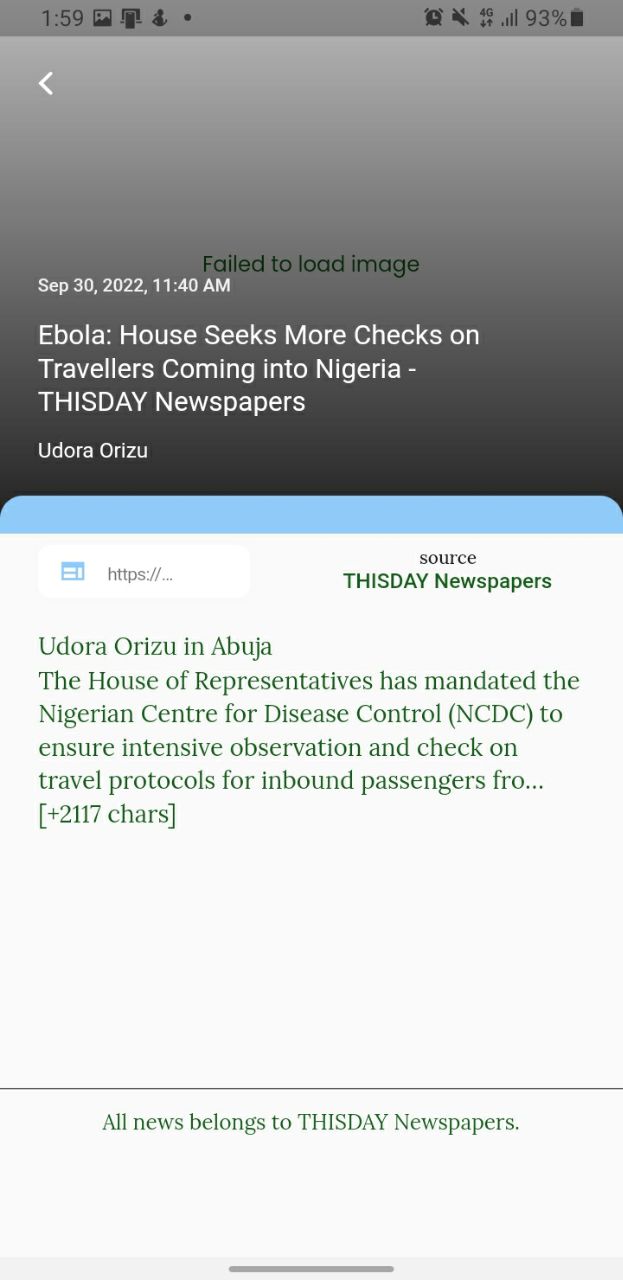 1:59
4G 93%
Failed to load image
Sep 30, 2022, 11:40 AM
Ebola: House Seeks More Checks on
Travellers Coming into Nigeria -
THISDAY Newspapers
Udora Orizu
https://...
source
THISDAY Newspapers
Udora Orizu in Abuja
The House of Representatives has mandated the
Nigerian Centre for Disease Control (NCDC) to
ensure intensive observation and check on
travel protocols for inbound passengers fro...
[+2117 chars]
All news belongs to THISDAY Newspapers.